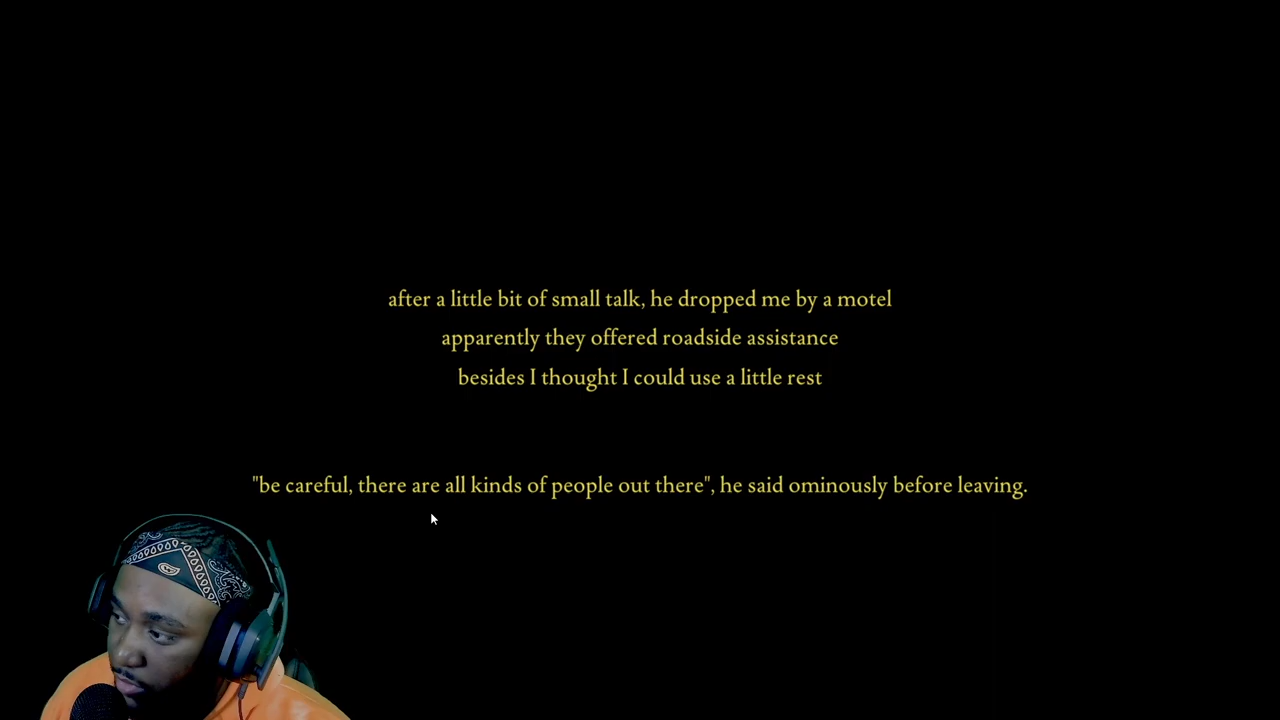 after a little bit of small talk, he dropped me by a motel
apparently they offered roadside assistance
besides I thought I could use a little rest
"be careful, there are all kinds of people out there", he said ominously before leaving.